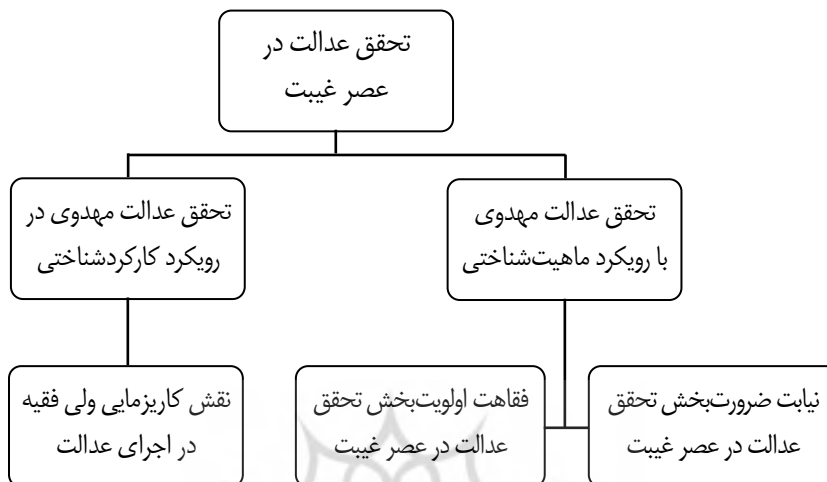 تحقق عدالت در
عصر غیبت
تحقق عدالت مهدوی
با رویکرد ماهیت‌شناختی
تحقق عدالت مهدوی در
رویکرد کارکردشناختی
نیابت ضرورت‌بخش تحقق
عدالت در عصر غیبت
فقاهت اولویت‌بخش تحقق
عدالت در عصر غیبت
نقش کاریزمایی ولی فقیه
در اجرای عدالت